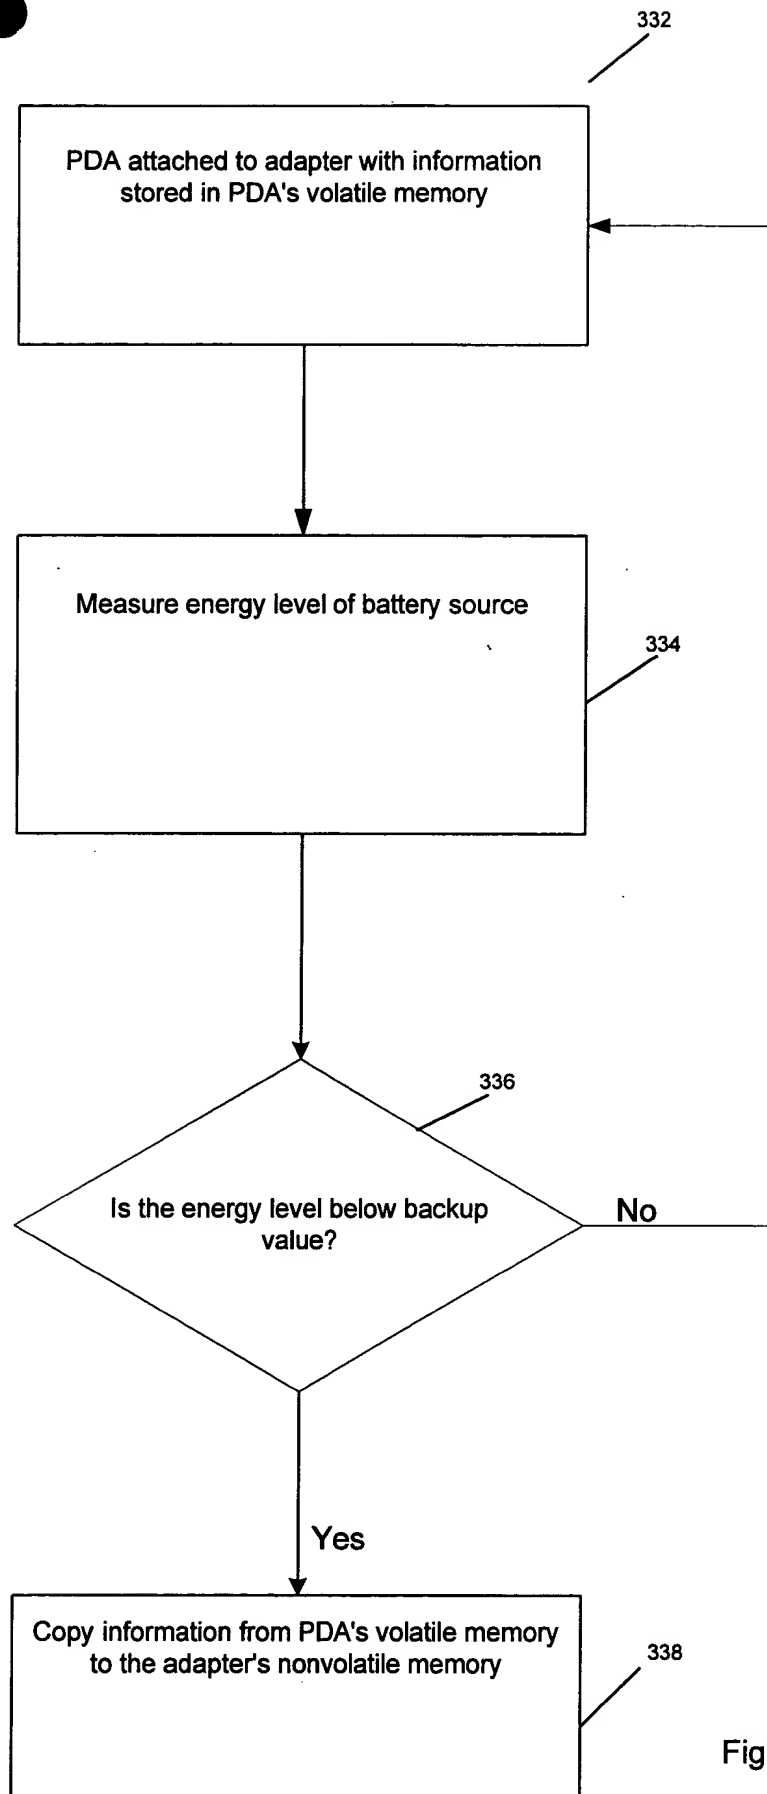 332
PDA attached to adapter with information
stored in PDA's volatile memory
Measure energy level of battery source
334
336
Is the energy level below backup
value?
No
Yes
Copy information from PDA's volatile memory
to the adapter's nonvolatile memory
338
Fig